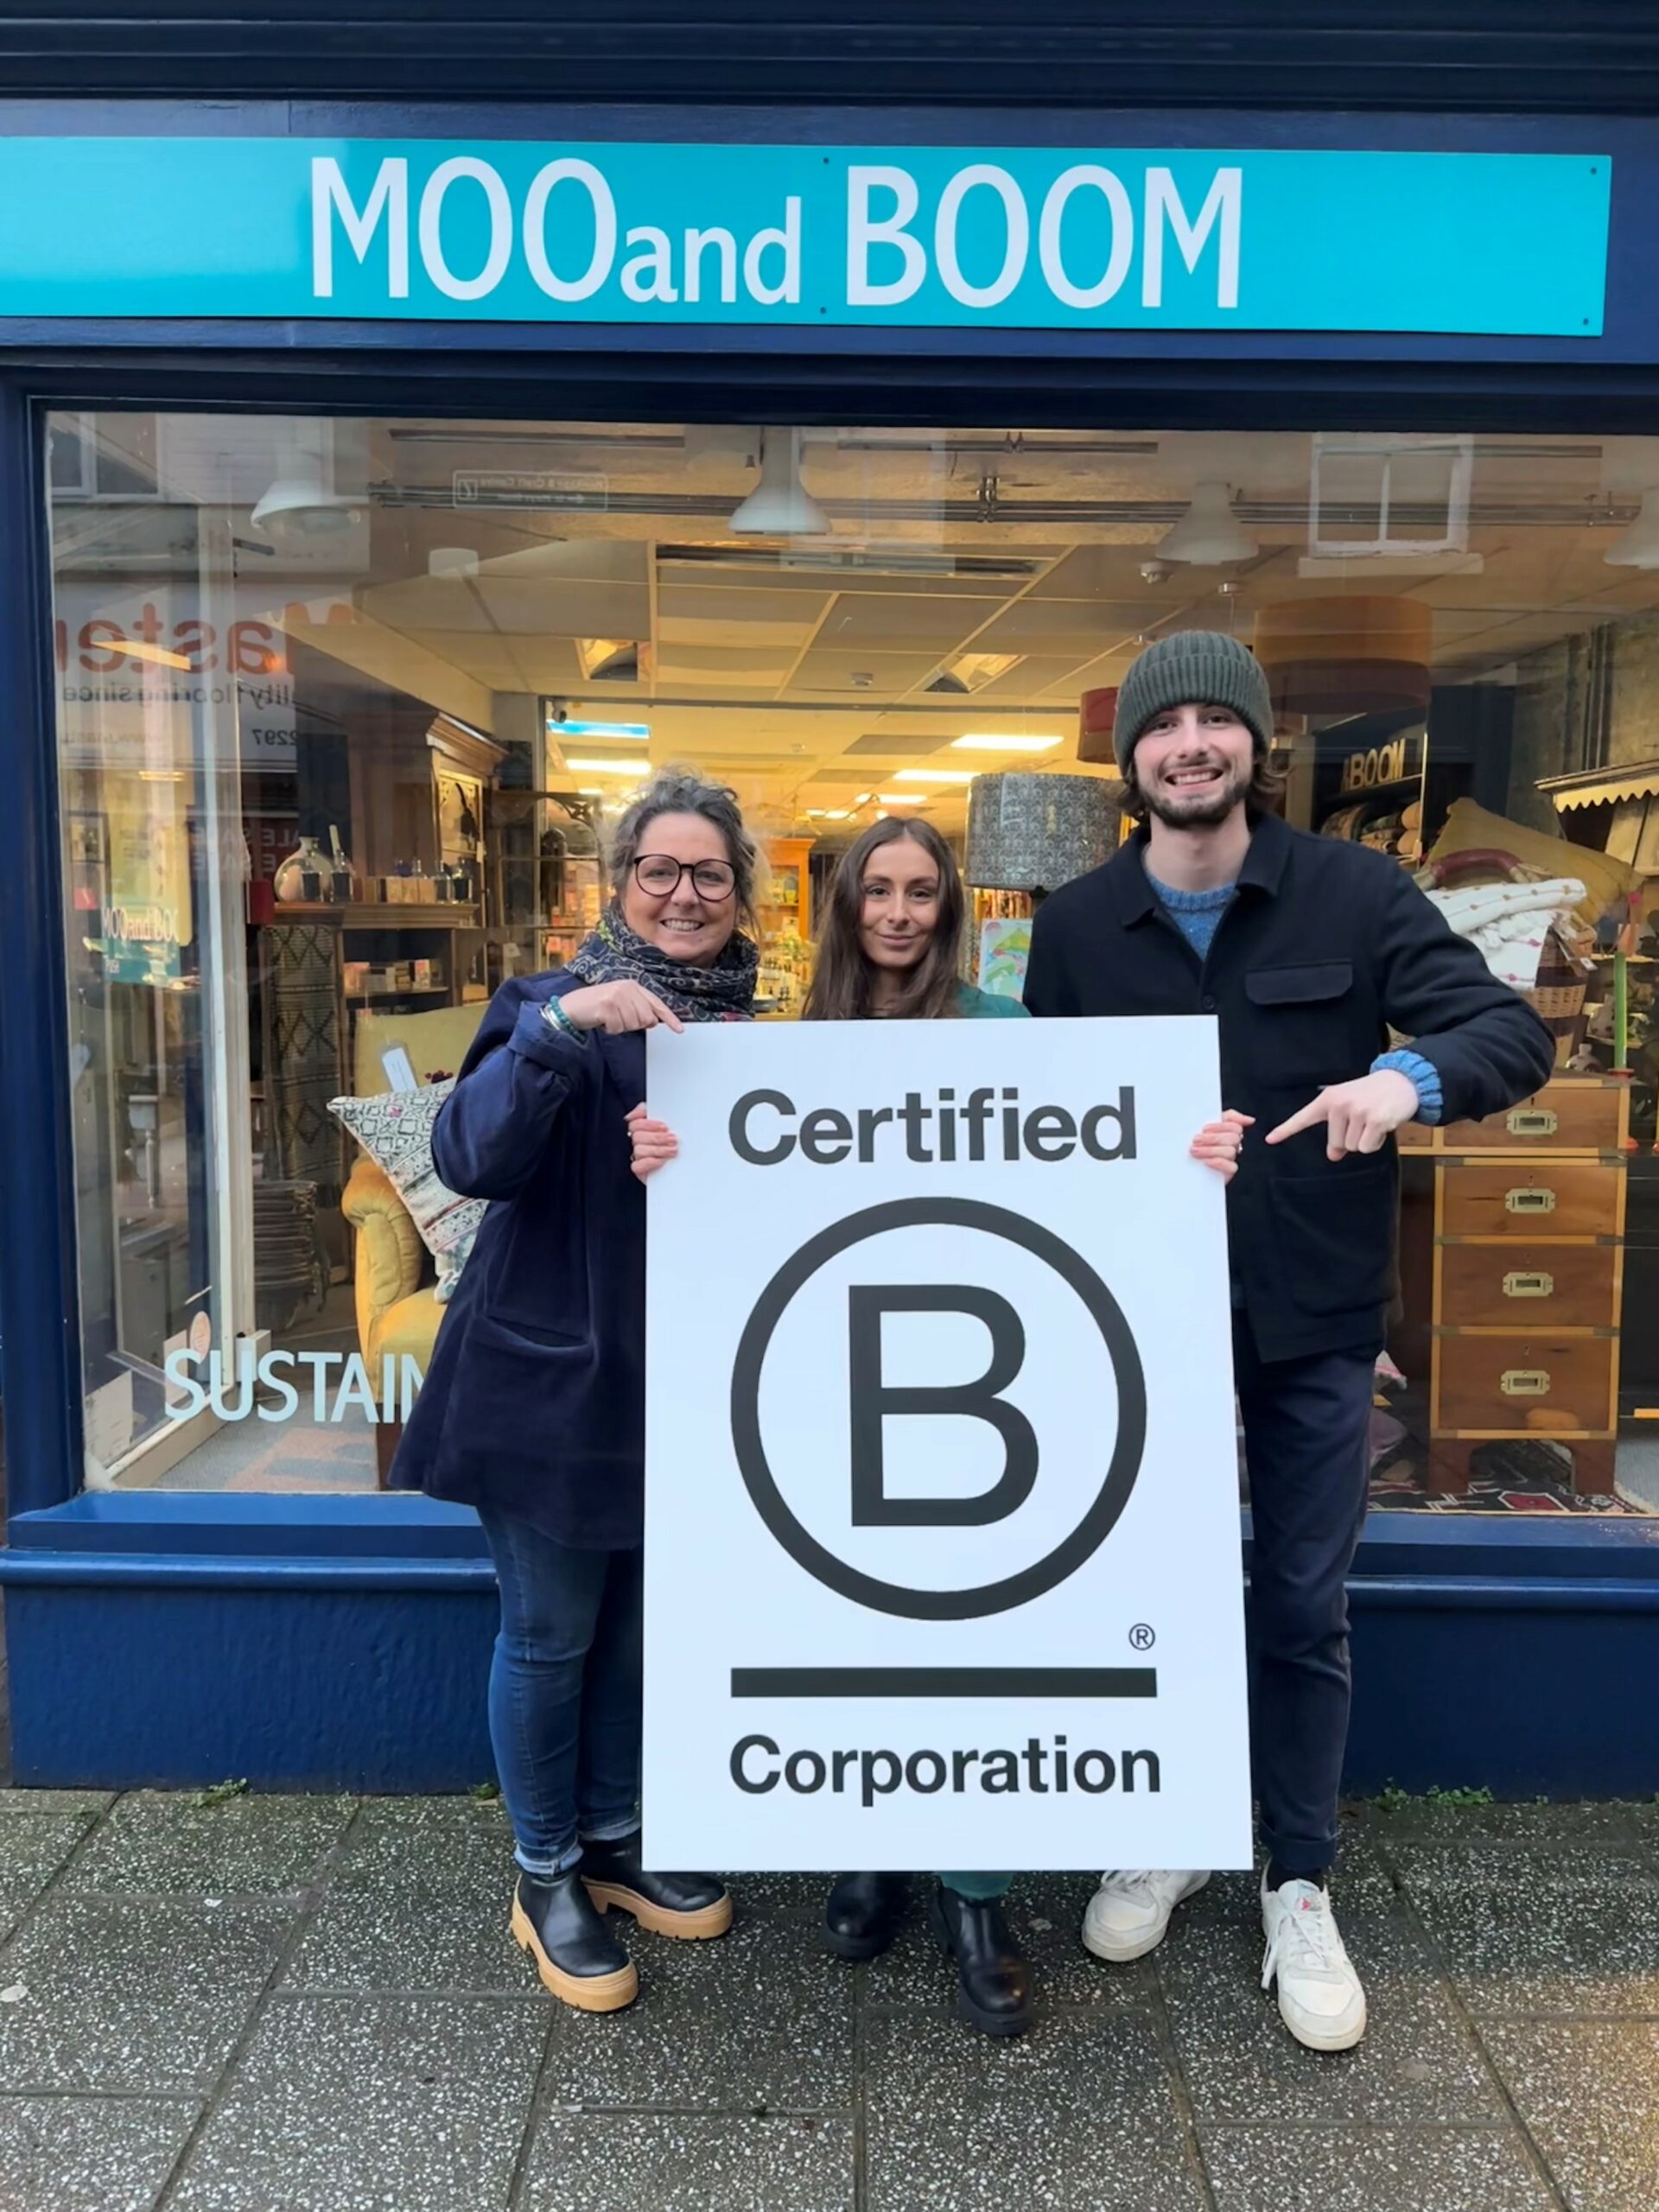 MOOand BOOM
BOOM
SUSTAIN
Certified
B
®
Corporation